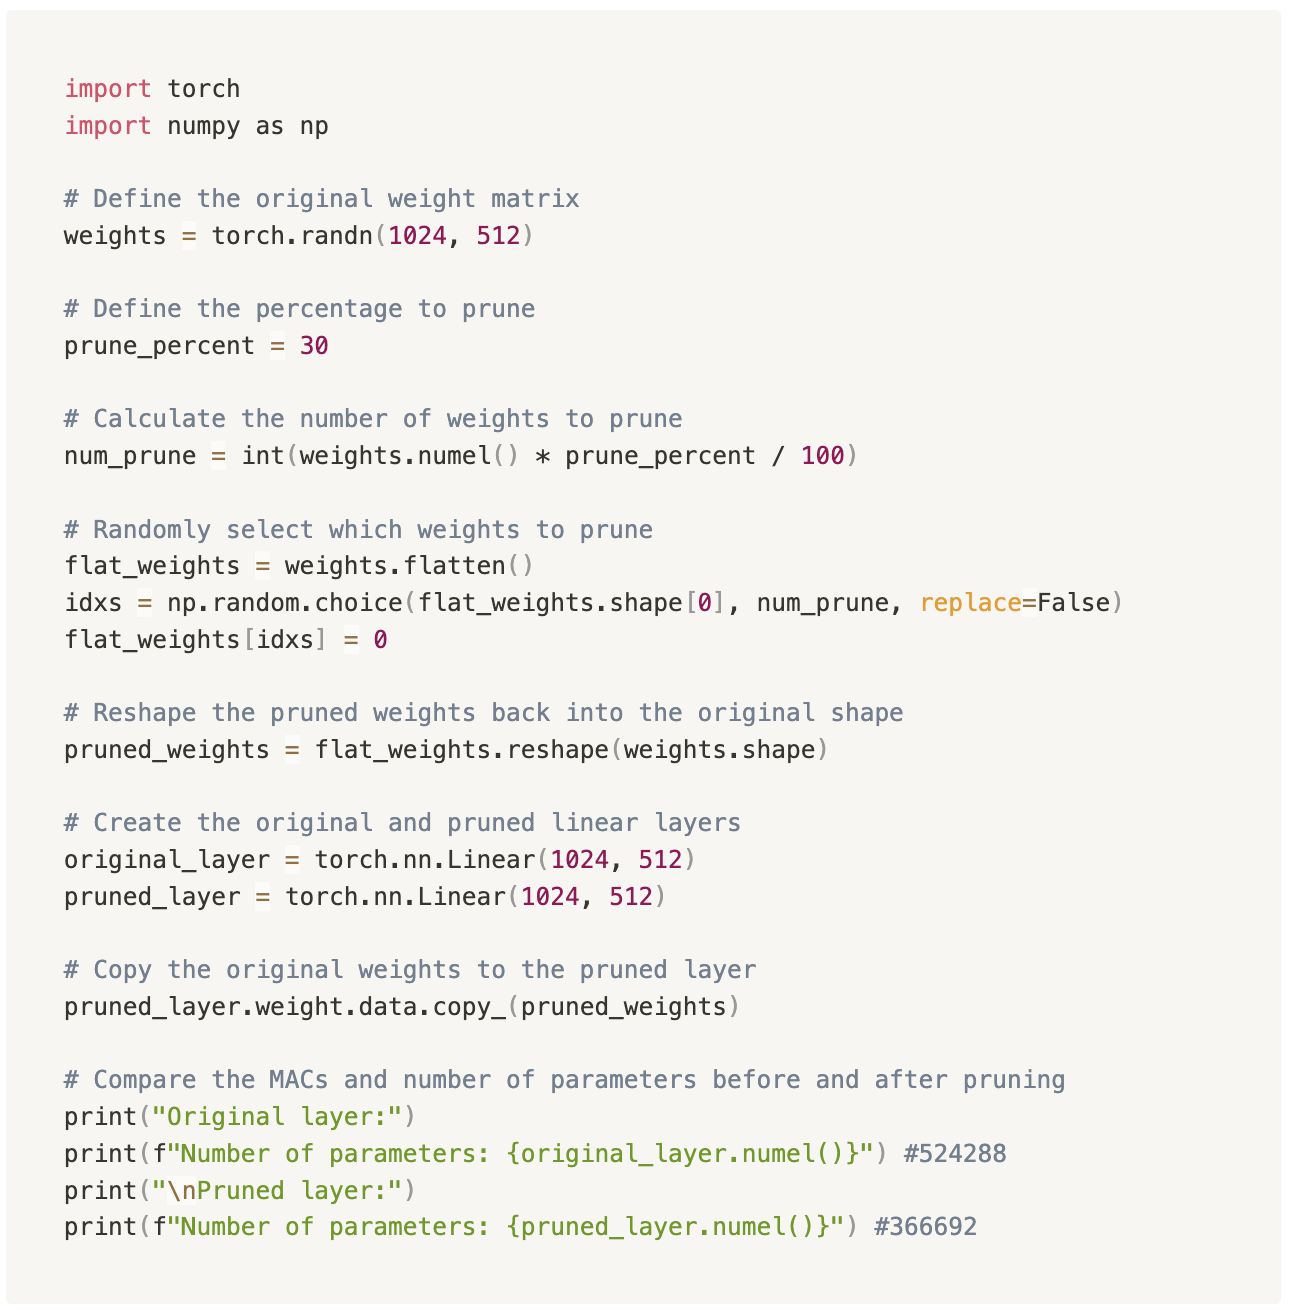 import torch
import numpy as np
# Define the original weight matrix
weights = torch.randn(1024, 512)
# Define the percentage to prune
prune_percent = 30
# Calculate the number of weights to prune
num_prune = int(weights.numel() * prune_percent / 100)
# Randomly select which weights to prune
flat_weights = weights.flatten()
idxs = np.random.choice(flat_weights.shape[0], num_prune, replace=False)
flat_weights[idxs] = 0
# Reshape the pruned weights back into the original shape
pruned_weights = flat_weights.reshape(weights.shape)
# Create the original and pruned linear layers
original_layer = torch.nn.Linear(1024, 512)
pruned_layer = torch.nn.Linear(1024, 512)
# Copy the original weights to the pruned layer
pruned_layer.weight.data.copy_(pruned_weights)
# Compare the MACs and number of parameters before and after pruning
print("Original layer:")
print(f"Number of parameters: {original_layer.numel()}") #524288
print("\nPruned layer:")
print(f"Number of parameters: {pruned_layer.numel()}") #366692